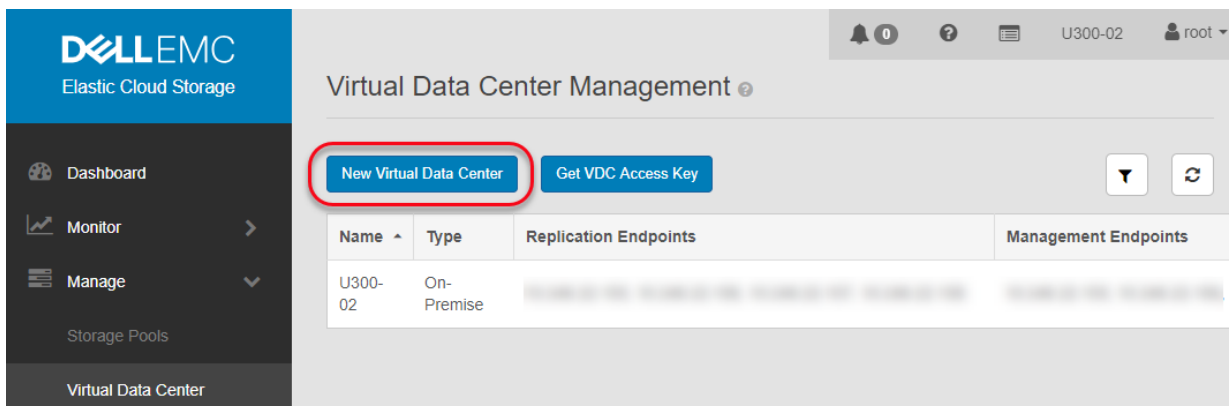 DELLEMC
Elastic Cloud Storage
0
U300-02
root
Virtual Data Center Management
New Virtual Data Center
Get VDC Access Key
Dashboard
Monitor
Manage
Storage Pools
Virtual Data Center
Name
Type
Replication Endpoints
Management Endpoints
U300-
02
On-
Premise